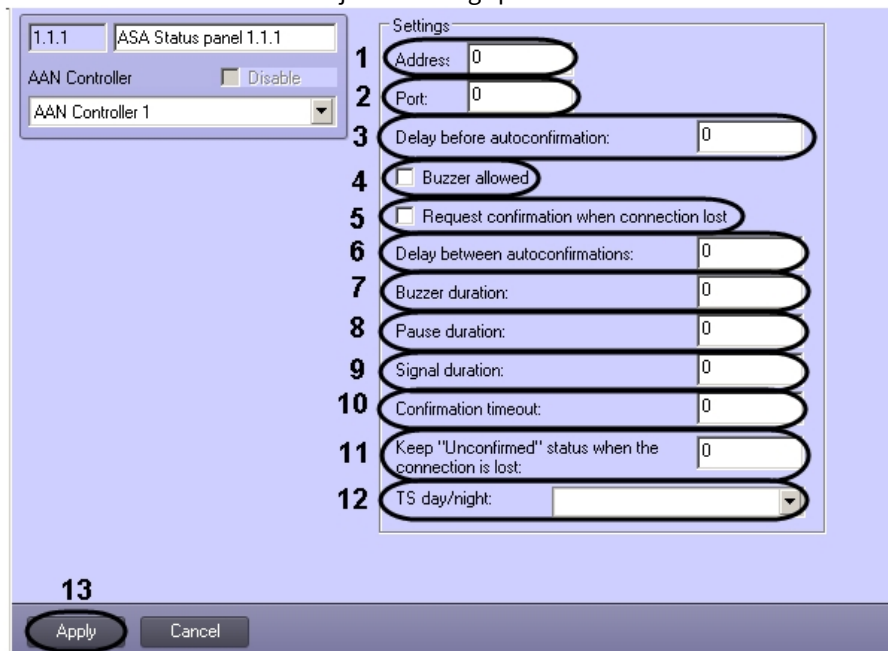 1.1.1 ASA Status panel 1.1.1
AAN Controller Disable
AAN Controller 1
Settings
1 Address: 0
2 Port: 0
3 Delay before autoconfirmation: 0
4 Buzzer allowed
5 Request confirmation when connection lost
6 Delay between autoconfirmations: 0
7 Buzzer duration: 0
8 Pause duration: 0
9 Signal duration: 0
10 Confirmation timeout: 0
11 Keep "Unconfirmed" status when the 0
connection is lost:
12 TS day/night:
13
Apply Cancel